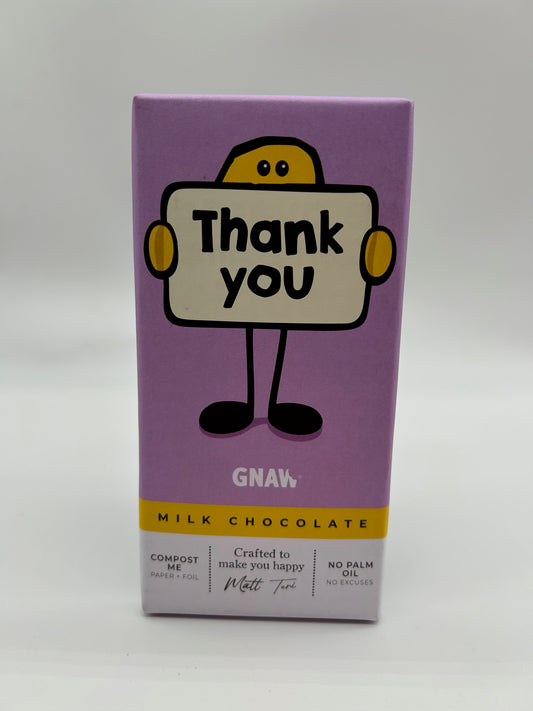 Thank
you
GNAW
MILK CHOCOLATE
COMPOST
ME
PAPER + FOIL
Crafted to
make you happy
Matt Teri
NO PALM
OIL
NO EXCUSES